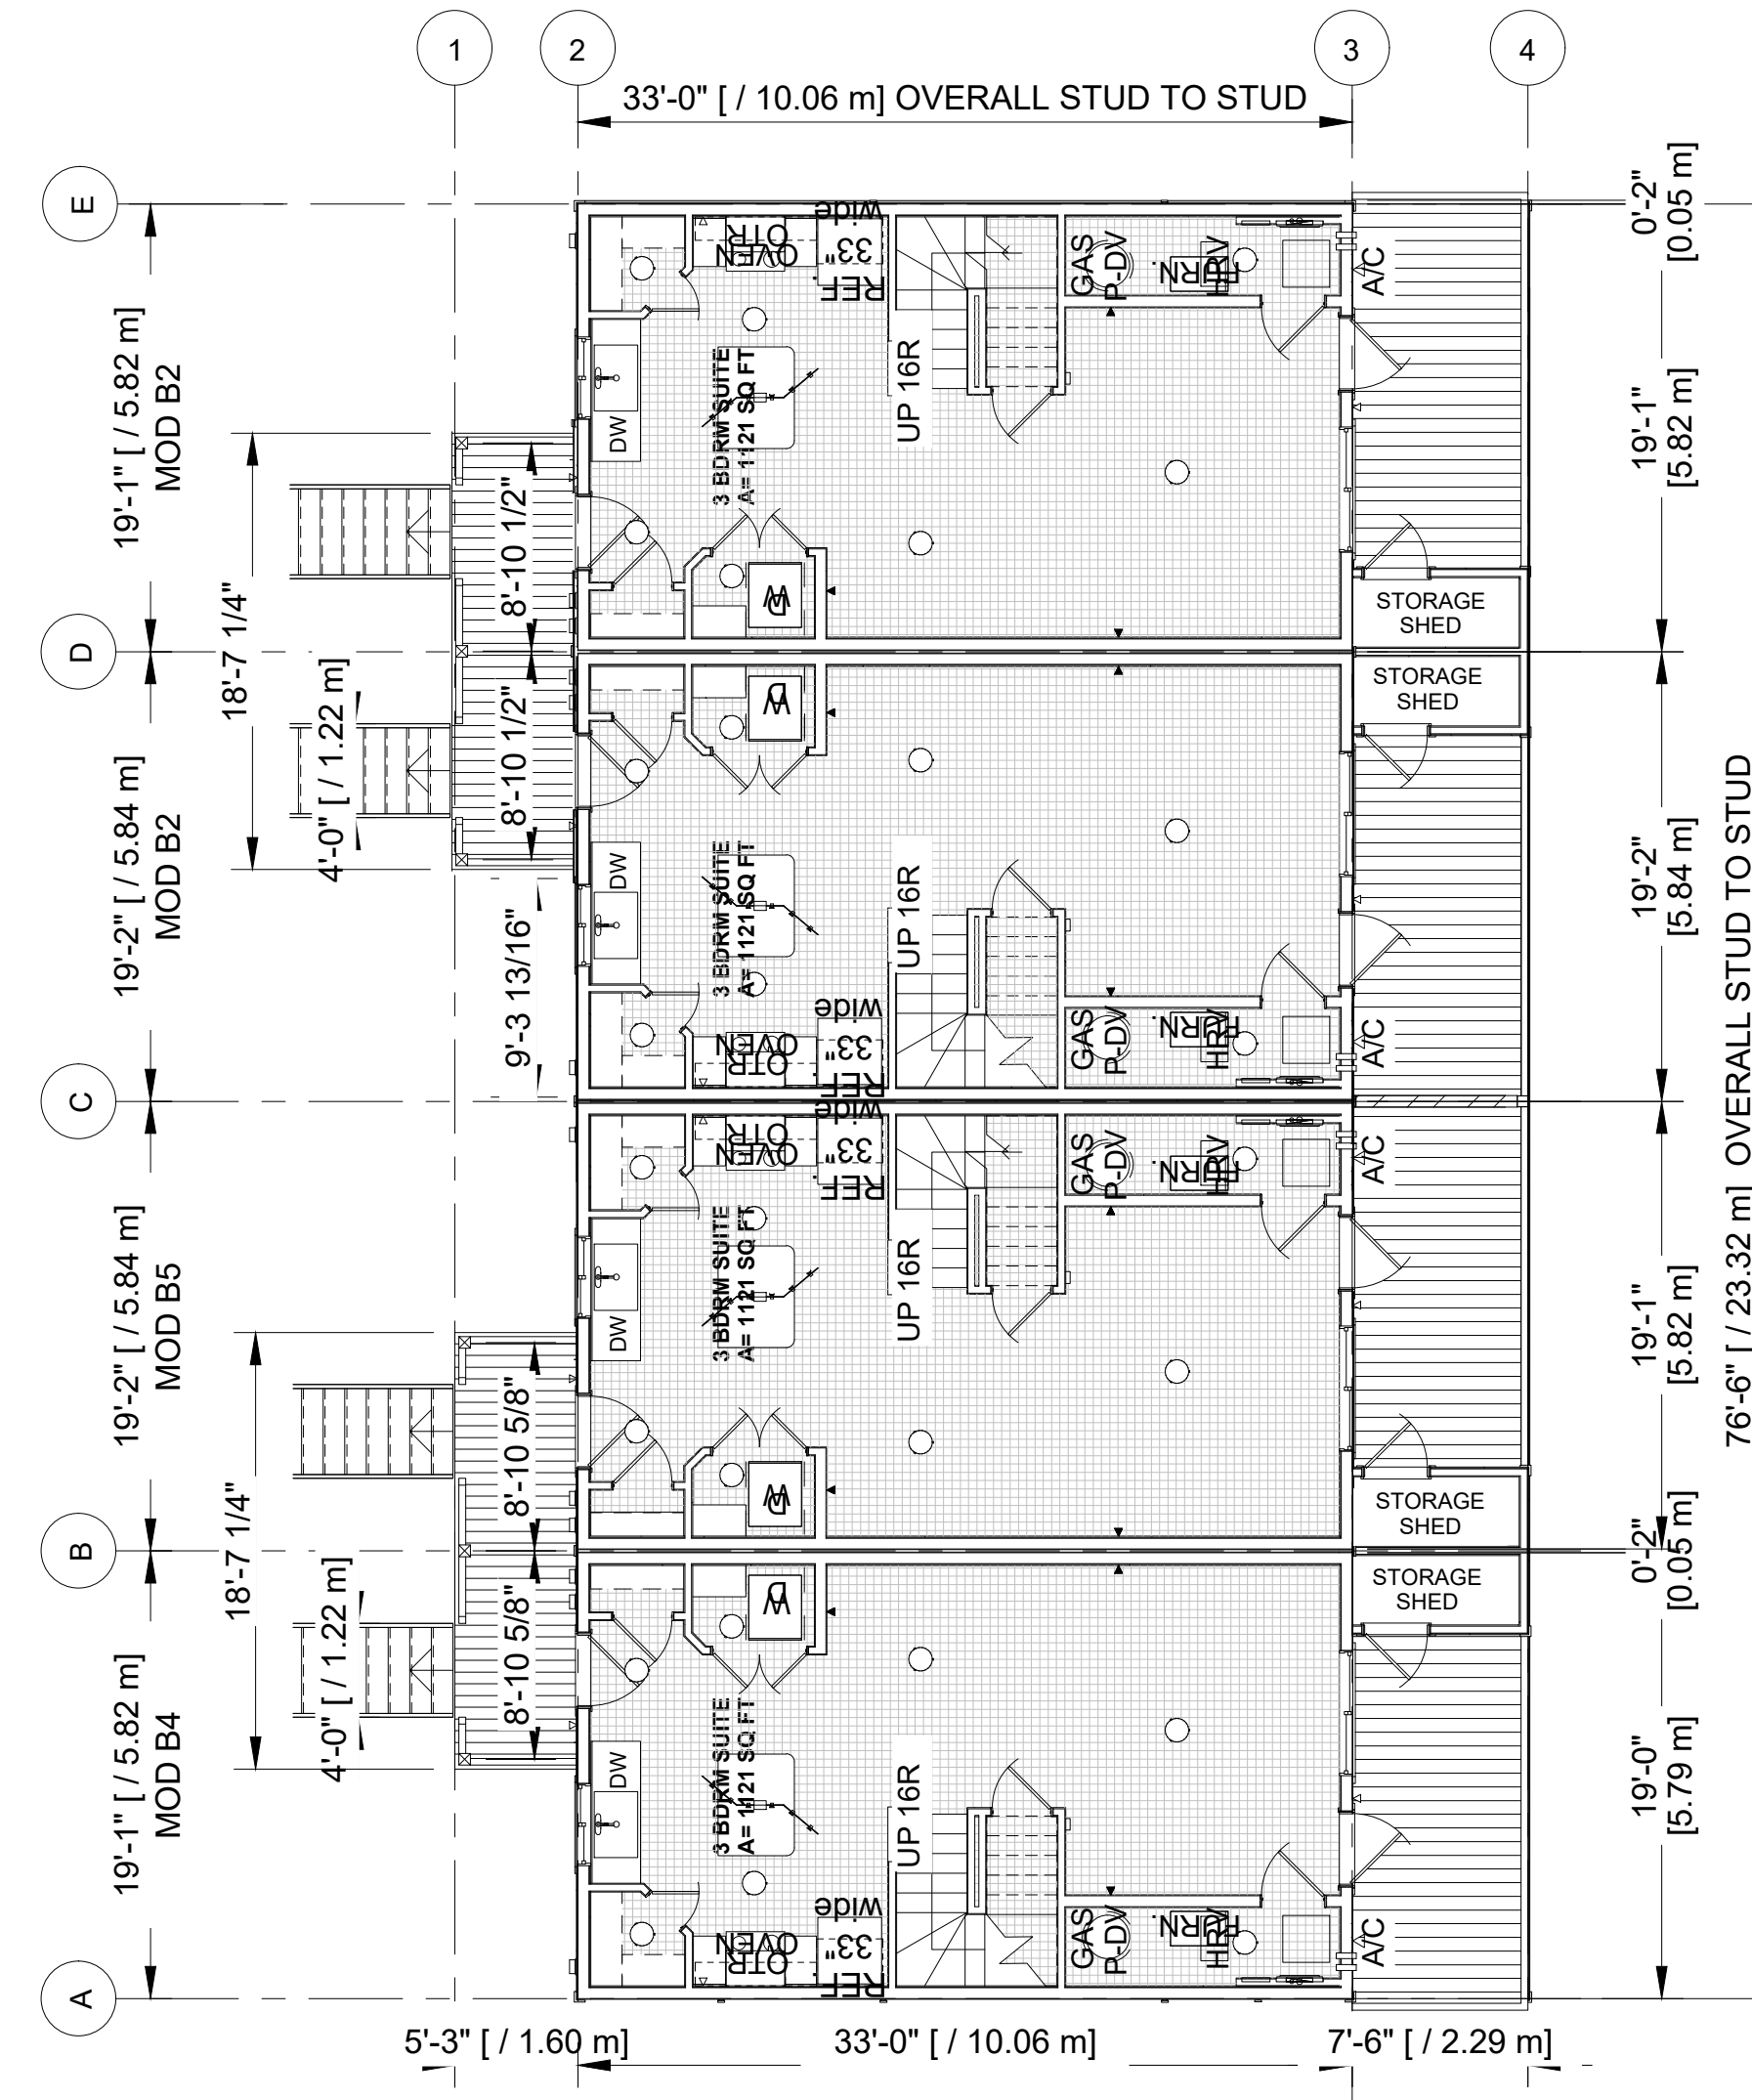 1
2
3
4
33'-0" [ / 10.06 m] OVERALL STUD TO STUD
E
D
C
B
A
19'-1" [ / 5.82 m]
MOD B2
19'-2" [ / 5.84 m]
MOD B2
19'-2" [ / 5.84 m]
MOD B5
19'-1" [ / 5.82 m]
MOD B4
18'-7 1/4"
4'-0" [ / 1.22 m]
8'-10 1/2"
8'-10 1/2"
9'-3 13/16"
18'-7 1/4"
4'-0" [ / 1.22 m]
8'-10 5/8"
8'-10 5/8"
OTR
OVEN
wide
33"
REF.
GAS
P-DV
FURN.
HRV
A/C
DW
3 BDRM SUITE
A= 1121 SQ FT
UP 16R
W
D
STORAGE
SHED
STORAGE
SHED
W
D
DW
3 BDRM SUITE
A= 1121 SQ FT
UP 16R
OVEN
OTR
wide
33"
REF.
GAS
P-DV
FURN.
HRV
A/C
OTR
OVEN
wide
33"
REF.
GAS
P-DV
FURN.
HRV
A/C
DW
3 BDRM SUITE
A= 1121 SQ FT
UP 16R
W
D
STORAGE
SHED
STORAGE
SHED
W
D
DW
3 BDRM SUITE
A= 1121 SQ FT
UP 16R
OVEN
OTR
wide
33"
REF.
GAS
P-DV
FURN.
HRV
A/C
0'-2"
[0.05 m]
19'-1"
[5.82 m]
19'-2"
[5.84 m]
19'-1"
[5.82 m]
0'-2"
[0.05 m]
19'-0"
[5.79 m]
76'-6" [ / 23.32 m] OVERALL STUD TO STUD
5'-3" [ / 1.60 m]
33'-0" [ / 10.06 m]
7'-6" [ / 2.29 m]